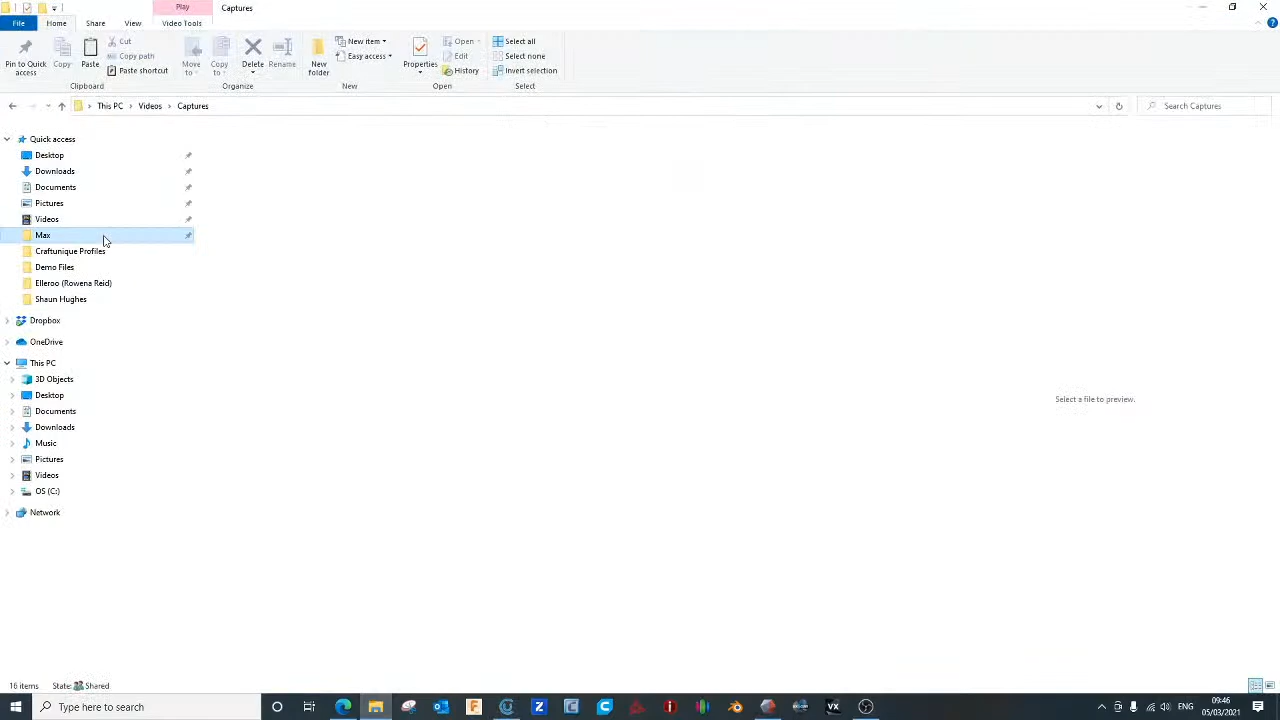 Play
Captures
File
Home
Share
View
Video Tools
Pin to Quick access
Copy
Paste
Cut
Copy path
Paste shortcut
Clipboard
Move to
Copy to
Delete
Rename
Organize
New folder
New item
Easy access
New
Properties
Open
Edit
History
Open
Select all
Select none
Invert selection
Select
This PC > Videos > Captures
Search Captures
Quick access
Desktop
Downloads
Documents
Pictures
Videos
Max
Craftunique Profiles
Demo Files
Elleroo (Rowena Reid)
Shaun Hughes
Dropbox
OneDrive
This PC
3D Objects
Desktop
Documents
Downloads
Music
Pictures
Videos
OS (C:)
Network
Select a file to preview.
16 items State: Shared
Type here to search
ENG
09:46
05/03/2021